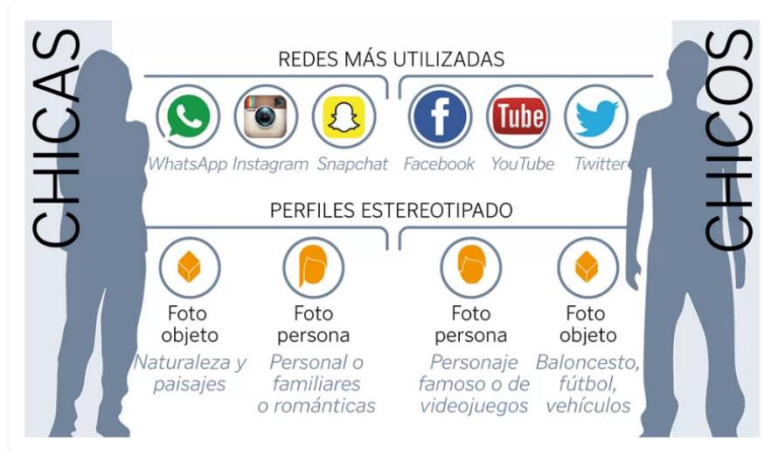 CHICAS
CHICOS
REDES MÁS UTILIZADAS
WhatsApp Instagram Snapchat Facebook YouTube Twitter
Tube
PERFILES ESTEREOTIPADO
Foto
objeto
Naturaleza y
paisajes
Foto
persona
Personal o
familiares
o románticas
Foto
persona
Personaje
famoso o de
videojuegos
Foto
objeto
Baloncesto,
fútbol,
vehículos